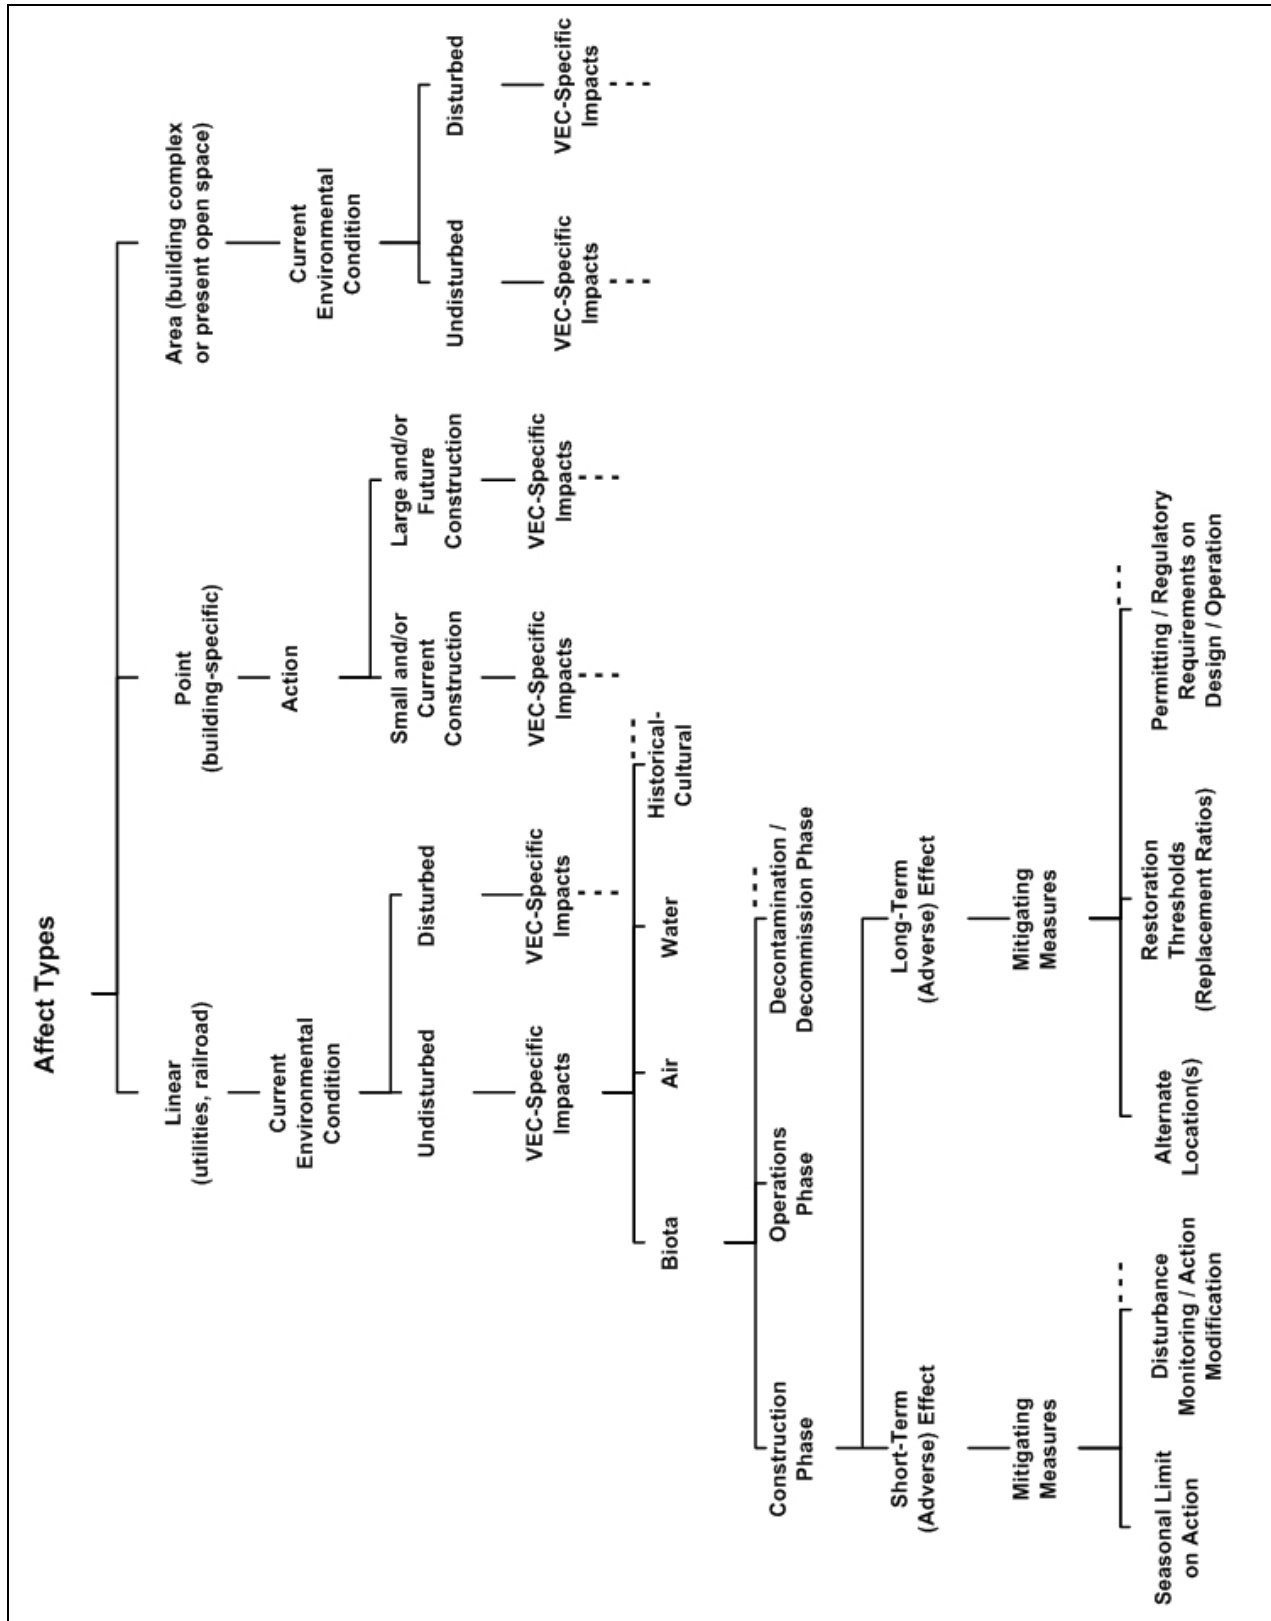 Affect Types
Linear
(utilities, railroad)
Point
(building-specific)
Area (building complex
or present open space)
Current
Environmental
Condition
Action
Current
Environmental
Condition
Undisturbed
Disturbed
Small and/or
Current
Construction
Large and/or
Future
Construction
Undisturbed
Disturbed
VEC-Specific
Impacts
VEC-Specific
Impacts
VEC-Specific
Impacts
VEC-Specific
Impacts
VEC-Specific
Impacts
VEC-Specific
Impacts
Biota
Air
Water
Historical-
Cultural
Construction
Phase
Operations
Phase
Decontamination /
Decommission Phase
Short-Term
(Adverse) Effect
Long-Term
(Adverse) Effect
Mitigating
Measures
Mitigating
Measures
Seasonal Limit
on Action
Disturbance
Monitoring / Action
Modification
Alternate
Location(s)
Restoration
Thresholds
(Replacement Ratios)
Permitting / Regulatory
Requirements on
Design / Operation